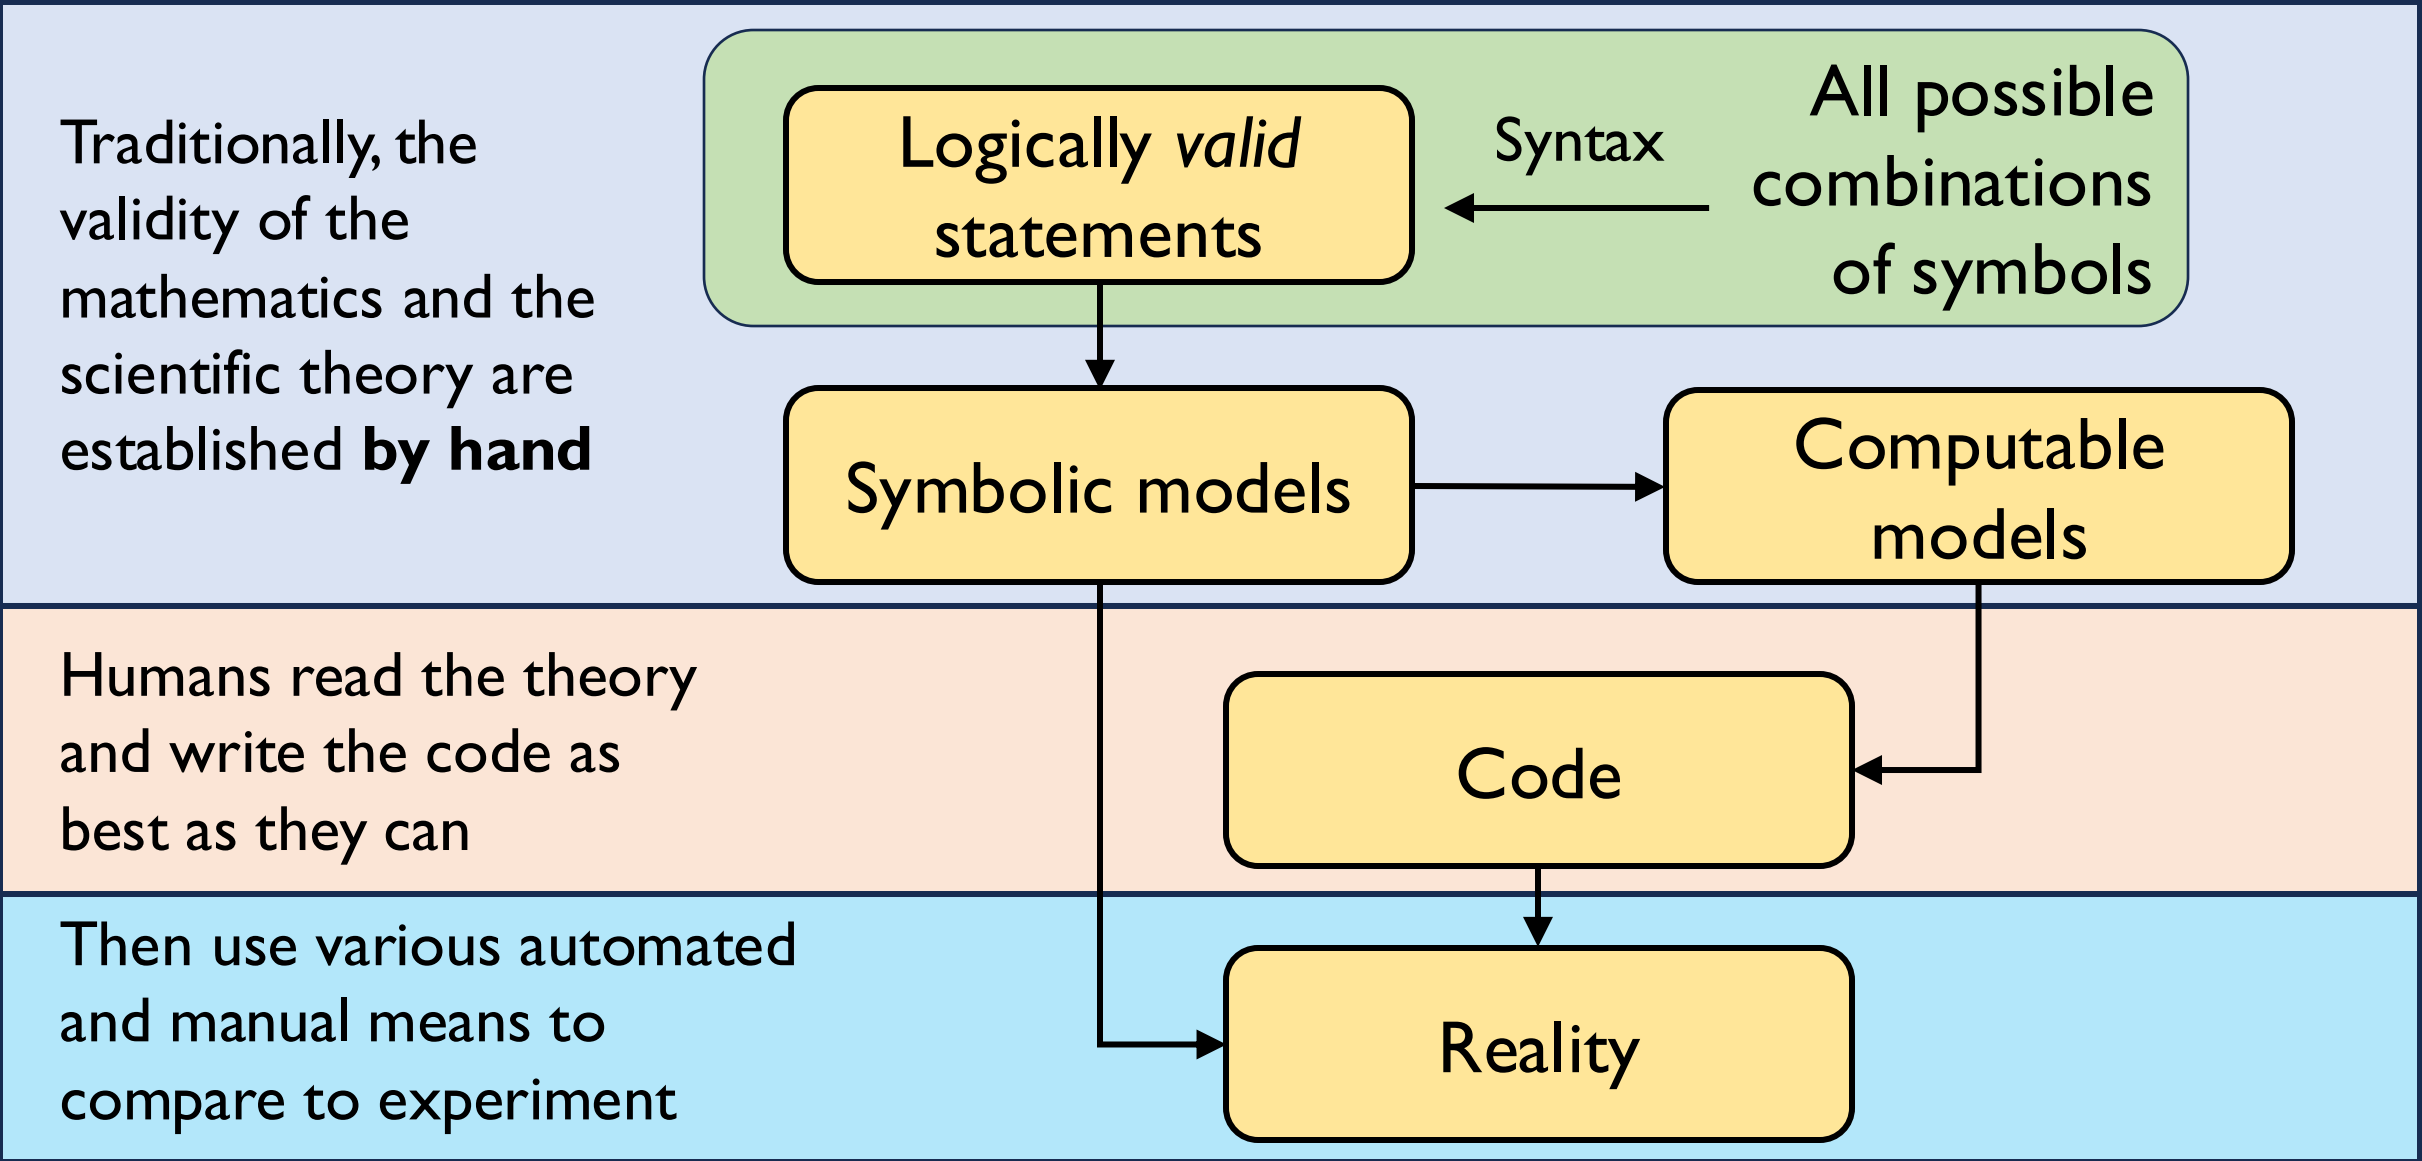 Traditionally, the
validity of the
mathematics and the
scientific theory are
established by hand
Logically valid
statements
Syntax
All possible
combinations
of symbols
Symbolic models
Computable
models
Humans read the theory
and write the code as
best as they can
Code
Then use various automated
and manual means to
compare to experiment
Reality